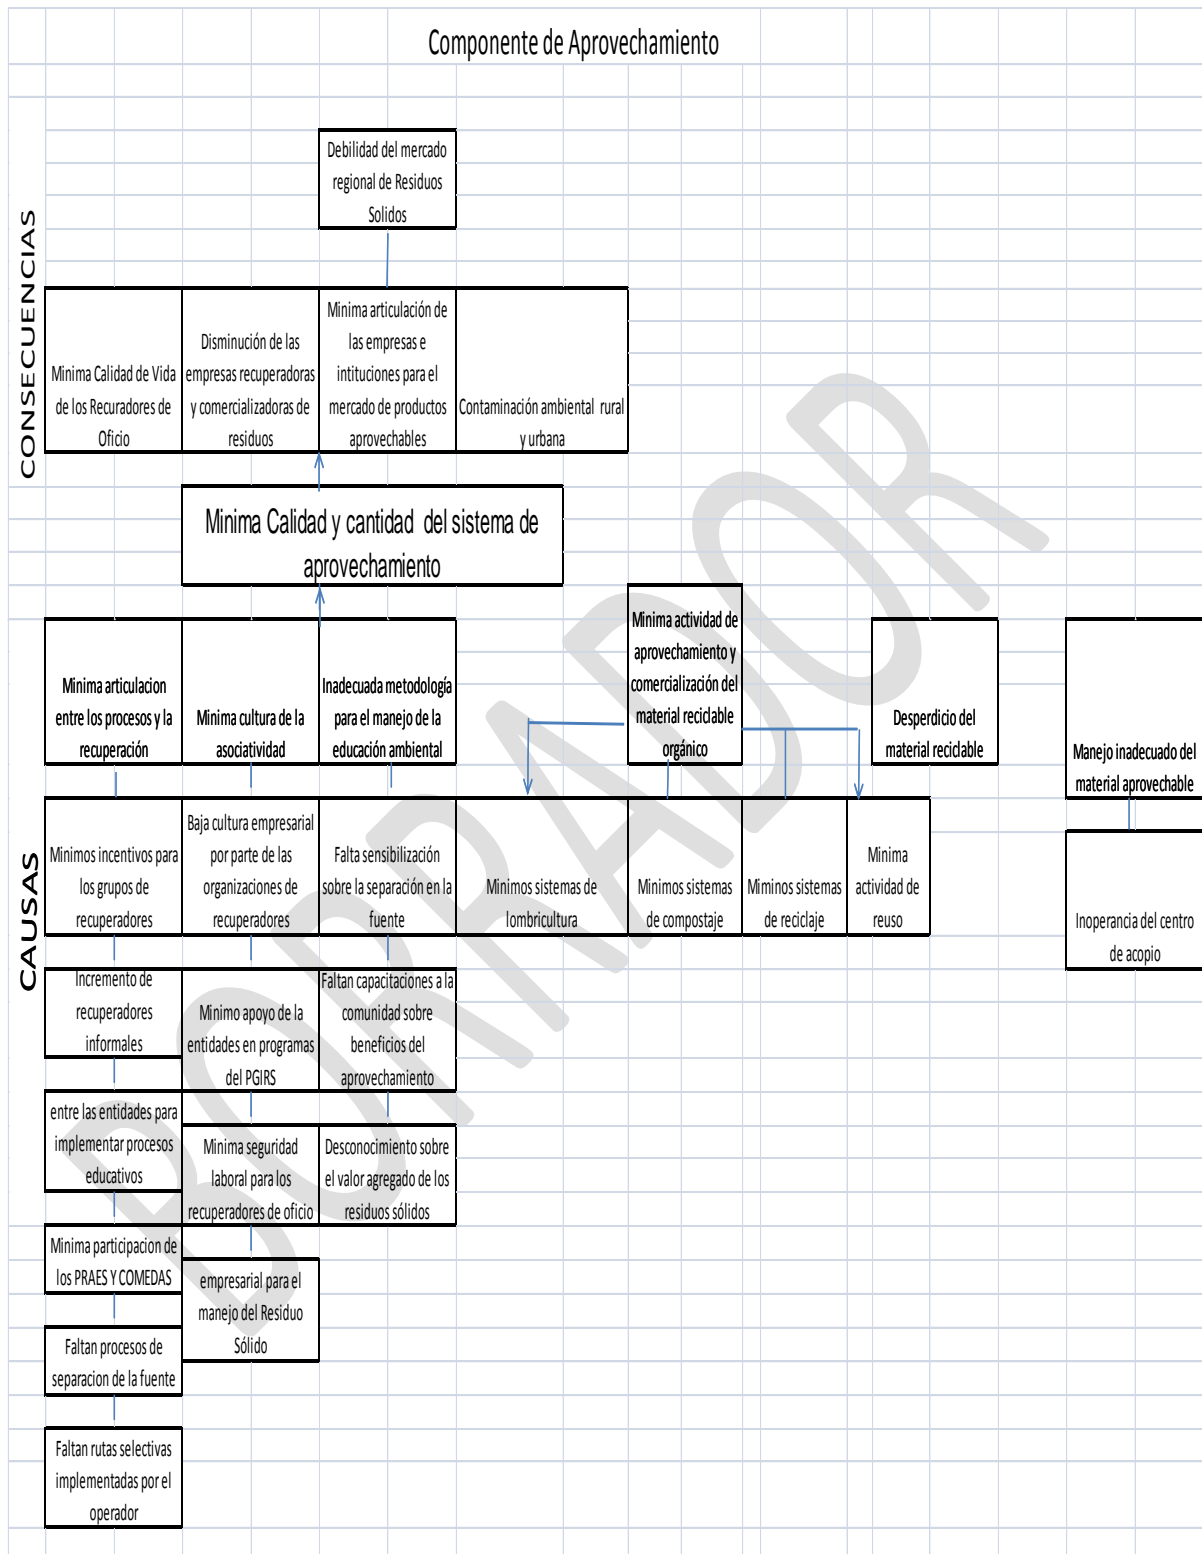 Componente de Aprovechamiento
CONSECUENCIAS
Debilidad del mercado
regional de Residuos
Solidos
Minima Calidad de Vida
de los Recuradores de
Oficio
Disminución de las
empresas recuperadoras
y comercializadoras de
residuos
Minima articulación de
las empresas e
intituciones para el
mercado de productos
aprovechables
Contaminación ambiental rural
y urbana
Minima Calidad y cantidad del sistema de
aprovechamiento
CAUSAS
Minima articulacion
entre los procesos y la
recuperación
Minima cultura de la
asociatividad
Inadecuada metodología
para el manejo de la
educación ambiental
Minima actividad de
aprovechamiento y
comercialización del
material reciclable
orgánico
Desperdicio del
material reciclable
Manejo inadecuado del
material aprovechable
Minimos incentivos para
los grupos de
recuperadores
Baja cultura empresarial
por parte de las
organizaciones de
recuperadores
Falta sensibilización
sobre la separación en la
fuente
Minimos sistemas de
lombricultura
Minimos sistemas
de compostaje
Miminos sistemas
de reciclaje
Minima
actividad de
reuso
Inoperancia del centro
de acopio
Incremento de
recuperadores
informales
Minimo apoyo de la
entidades en programas
del PGIRS
Faltan capacitaciones a la
comunidad sobre
beneficios del
aprovechamiento
entre las entidades para
implementar procesos
educativos
Minima seguridad
laboral para los
recuperadores de oficio
Desconocimiento sobre
el valor agregado de los
residuos sólidos
Minima participacion de
los PRAES Y COMEDAS
empresarial para el
manejo del Residuo
Sólido
Faltan procesos de
separacion de la fuente
Faltan rutas selectivas
implementadas por el
operador
BORRADOR